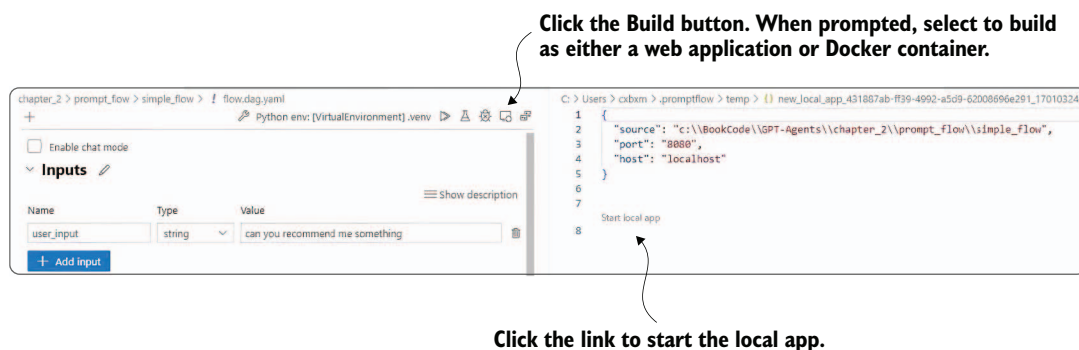 Click the Build button. When prompted, select to build
as either a web application or Docker container.
chapter_2 > prompt_fow > simple_flow > ! flow.dag.yaml
+ Python env: [VirtualEnvironment] .venv
Enable chat mode
Inputs
Show description
Name Type Value
user_input string can you recommend me something
+ Add input
C: > Users > cxbxm > .promptflow > temp > {} new_local_app_431887ab-ff39-4992-a5d9-62008696e291_17010324
1 {
2 "source": "c:\\BookCode\\GPT-Agents\\chapter_2\\prompt_flow\\simple_flow",
3 "port": "8080",
4 "host": "localhost"
5 }
6
7
Start local app
8
Click the link to start the local app.